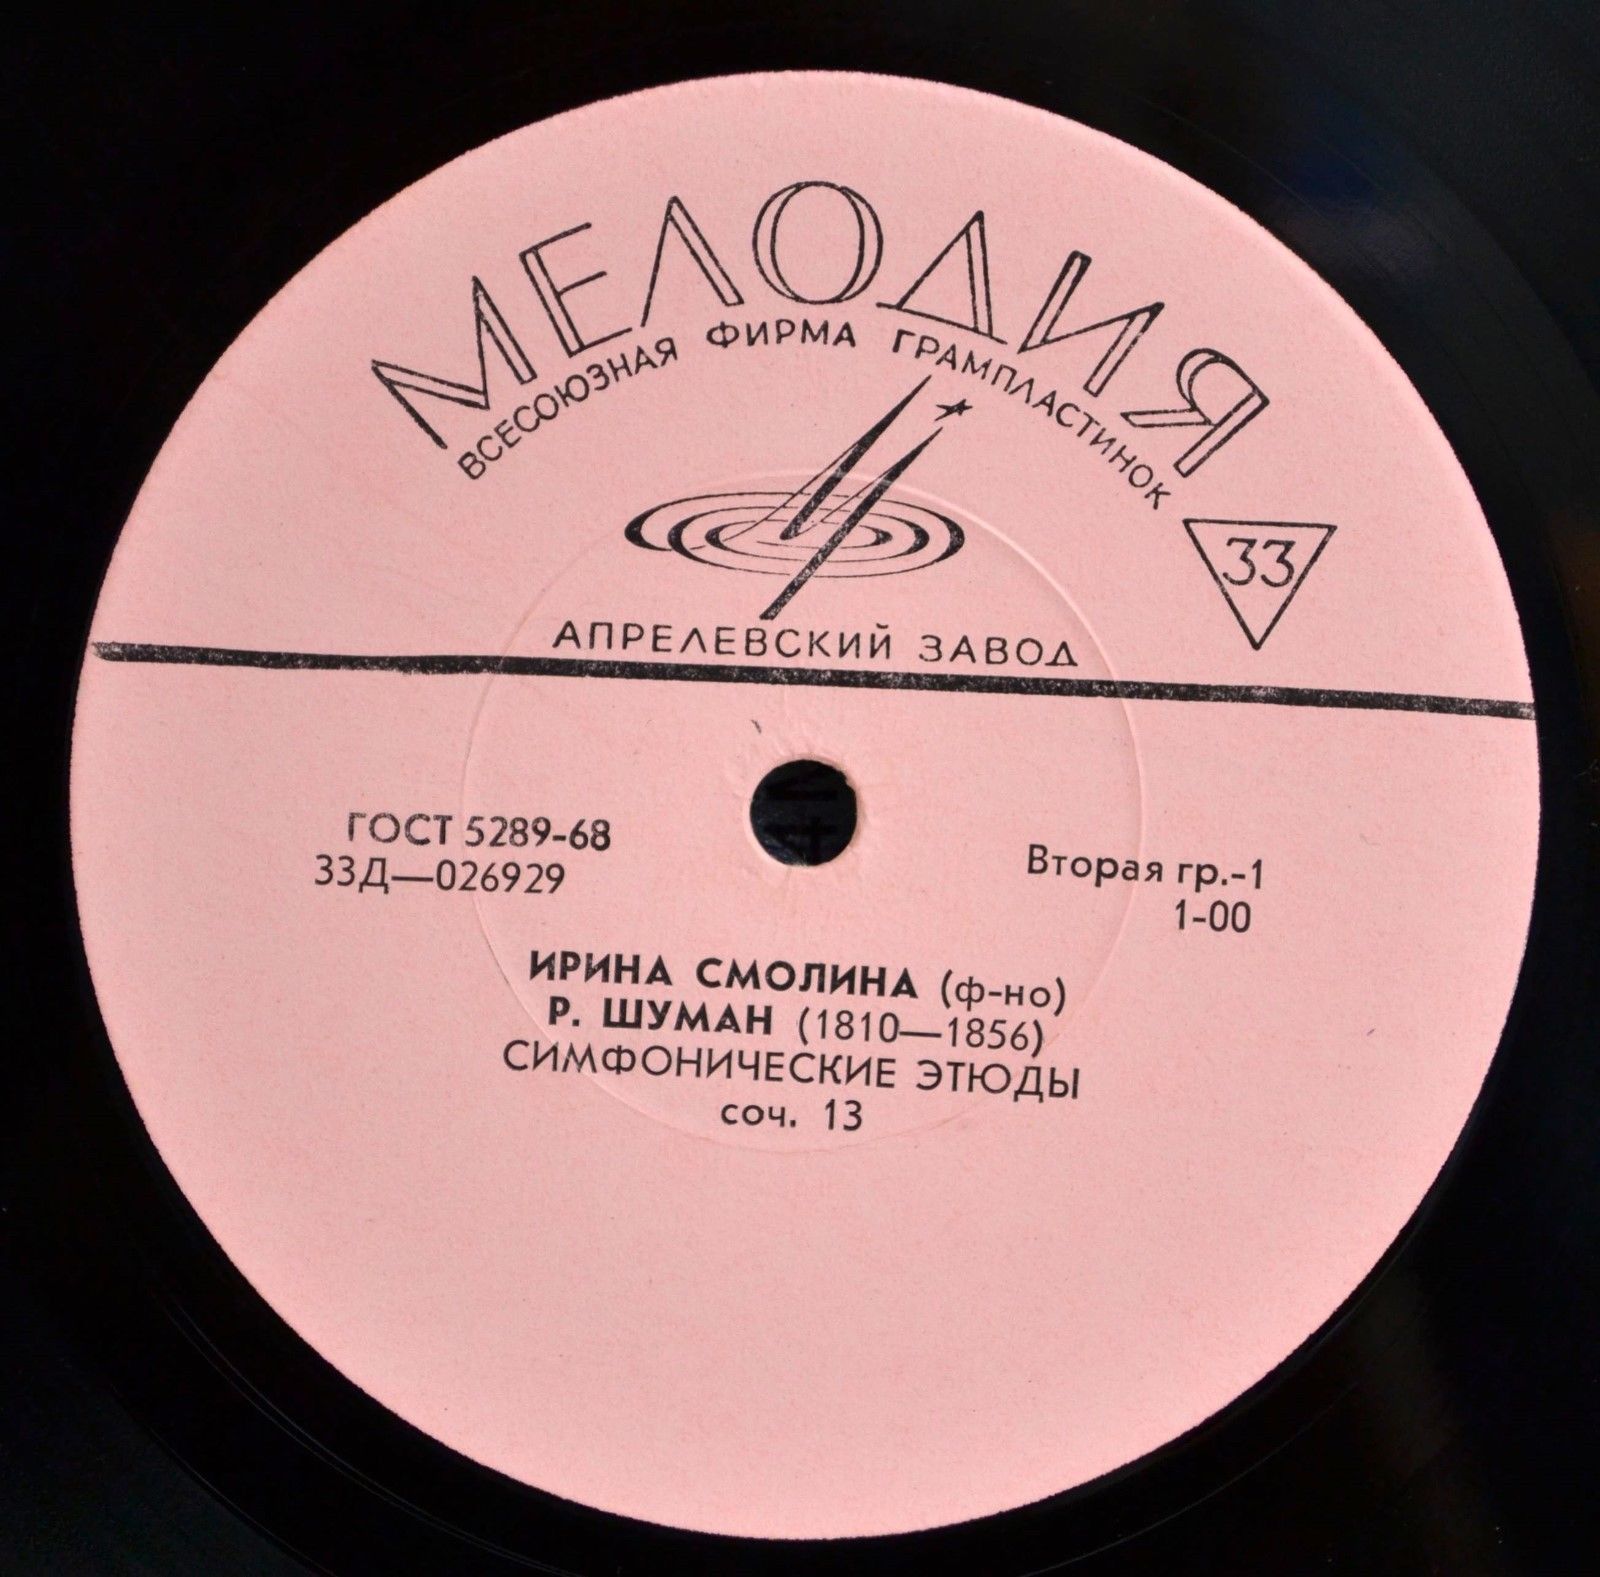 МЕЛОДИЯ
ВСЕСОЮЗНАЯ ФИРМА ГРАМПЛАСТИНОК
33
АПРЕЛЕВСКИЙ ЗАВОД
ГОСТ 5289-68
33Д—026929
Вторая гр.-1
1-00
ИРИНА СМОЛИНА (ф-но)
Р. ШУМАН (1810—1856)
СИМФОНИЧЕСКИЕ ЭТЮДЫ
соч. 13